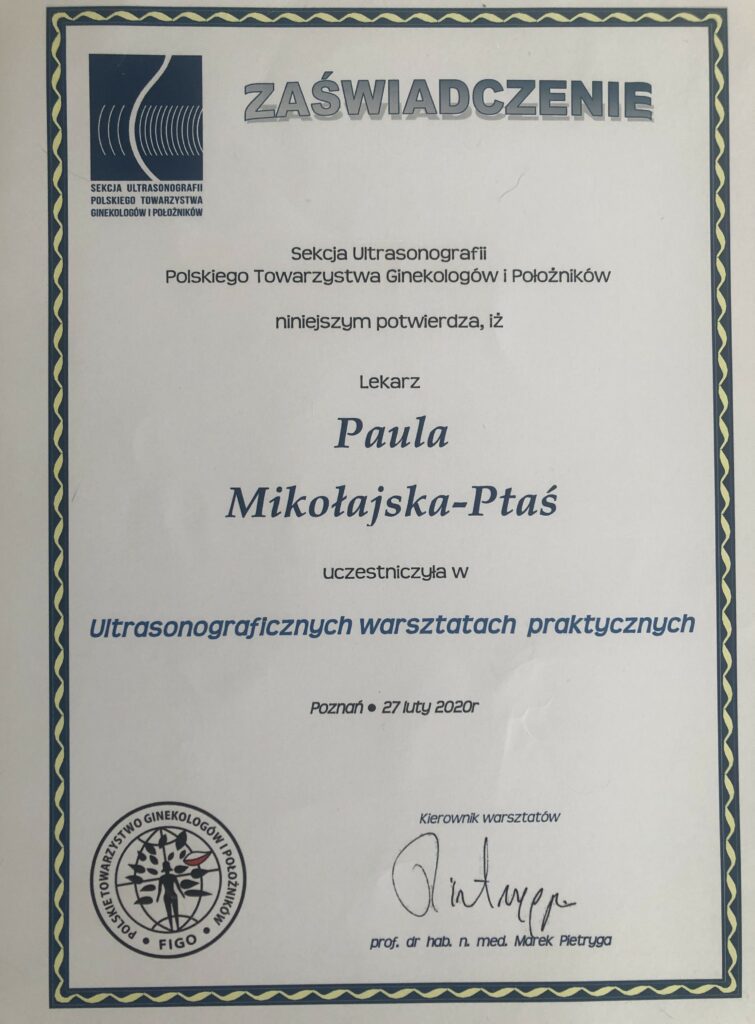 ZAŚWIADCZENIE
SEKCJA ULTRASONOGRAFII
POLSKIEGO TOWARZYSTWA
GINEKOLOGÓW I POŁOŻNIKÓW
Sekcja Ultrasonografii
Polskiego Towarzystwa Ginekologów i Położników
niniejszym potwierdza, iż
Lekarz
Paula
Mikołajska-Ptaś
uczestniczyła w
Ultrasonograficznych warsztatach praktycznych
Poznań • 27 luty 2020r
POLSKIE TOWARZYSTWO GINEKOLOGÓW I POŁOŻNIKÓW
• FIGO •
Kierownik warsztatów
prof. dr hab. n. med. Marek Pietryga